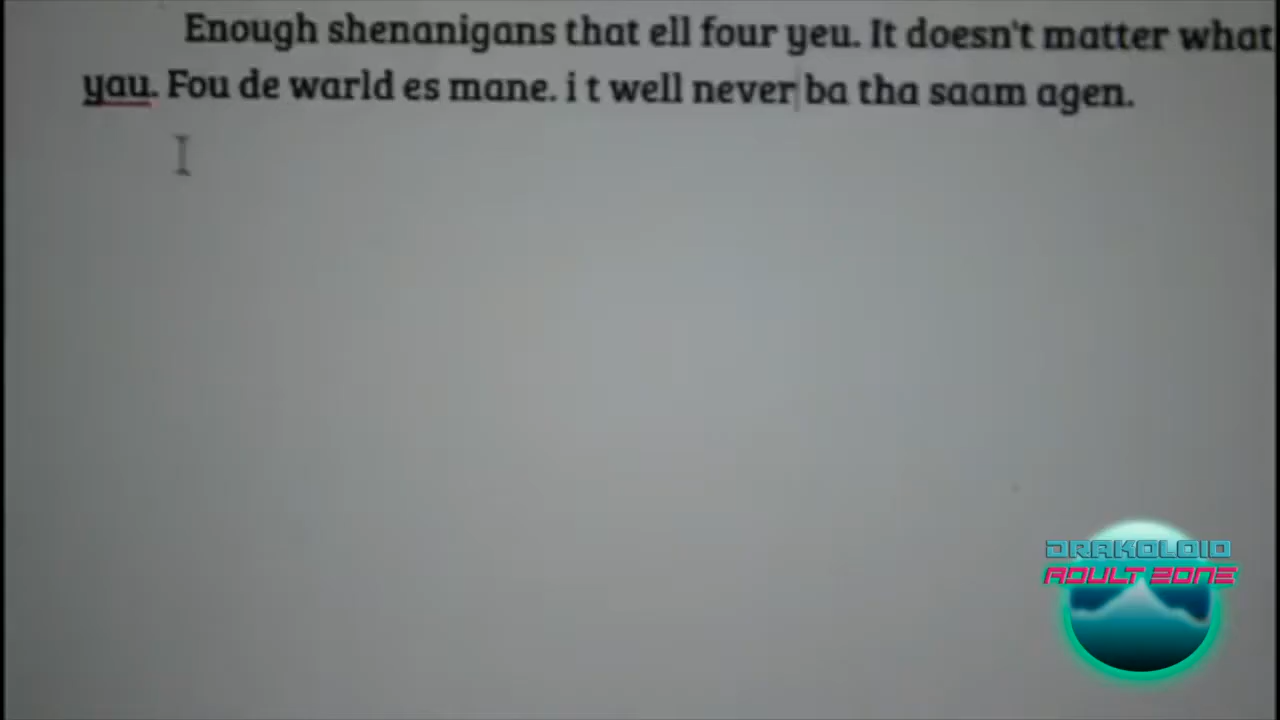 Enough shenanigans that ell four yeu. It doesn't matter what
yau. Fou de warld es mane. i t well never ba tha saam agen.
DRAKOLOID
ADULT ZONE